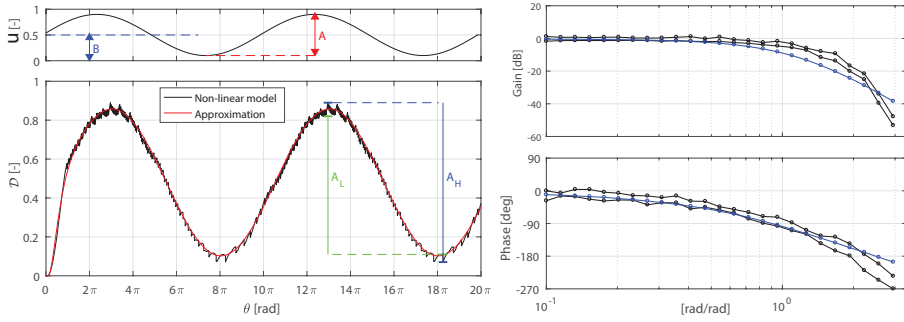 u [-]
1
0.5
0
B
A
D [-]
0.8
0.6
0.4
0.2
0
Non-linear model
Approximation
A_L
A_H
0 2π 4π 6π 8π 10π 12π 14π 16π 18π 20π
θ [rad]
Gain [dB]
0
-20
-40
-60
Phase [deg]
90
0
-90
-180
-270
10^-1 10^0
[rad/rad]